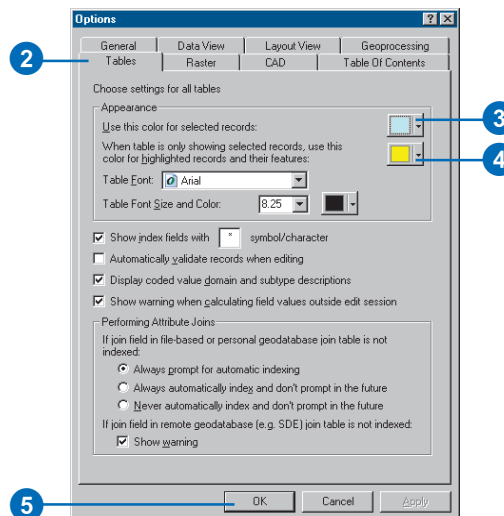 Options
General Data View Layout View Geoprocessing
2
Tables Raster CAD Table Of Contents
Choose settings for all tables
Appearance
Use this color for selected records:
3
When table is only showing selected records, use this
color for highlighted records and their features:
4
Table Font: Arial
Table Font Size and Color: 8.25
Show index fields with * symbol/character
Automatically validate records when editing
Display coded value domain and subtype descriptions
Show warning when calculating field values outside edit session
Performing Attribute Joins
If join field in file-based or personal geodatabase join table is not
indexed:
Always prompt for automatic indexing
Always automatically index and don't prompt in the future
Never automatically index and don't prompt in the future
If join field in remote geodatabase (e.g. SDE) join table is not indexed:
Show warning
5
OK Cancel Apply